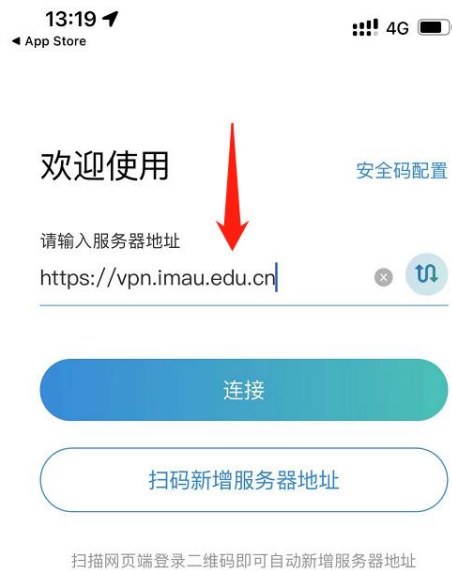 13:19
4G
App Store
欢迎使用
安全码配置
请输入服务器地址
https://vpn.imau.edu.cn
连接
扫码新增服务器地址
扫描网页端登录二维码即可自动新增服务器地址